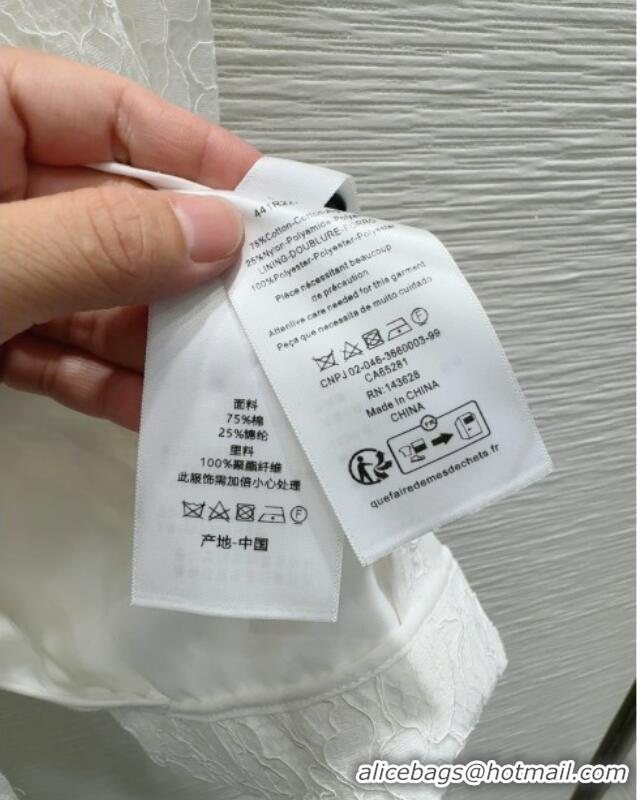 75%Cotton-Cotton
25%Nylon-Polyamide
LINING-DOUBLURE
100%Polyester-Polyester-Polyester
Pièce nécessitant beaucoup
de précaution
Attentive care needed for this garment
Peça que necessita de muito cuidado
CNPJ 02-046-3660003-99
CA65281
RN:143628
Made In CHINA
CHINA
quefairedemesdechets.fr
面料
75%棉
25%锦纶
里料
100%聚酯纤维
此服饰需加倍小心处理
产地-中国
alicebags@hotmail.com